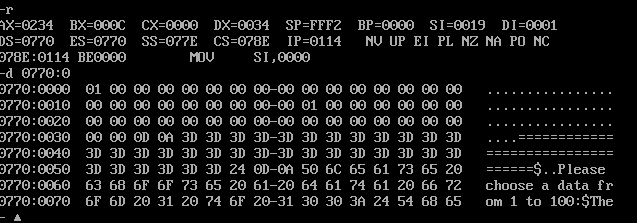 -r
AX=0234 BX=000C CX=0000 DX=0034 SP=FFF2 BP=0000 SI=0019 DI=0001
DS=0770 ES=0770 SS=077E CS=078E IP=0114 NV UP EI PL NZ NA PO NC
078E:0114 BE0000 MOV SI,0000
-d 0770:0
0770:0000 01 00 00 00 00 00 00 00-00 00 00 00 00 00 00 00 ................
0770:0010 00 00 00 00 00 00 00 00-00 01 00 00 00 00 00 00 ................
0770:0020 00 00 00 00 00 00 00 00-00 00 00 00 00 00 00 00 ................
0770:0030 00 00 0D 0A 3D 3D 3D 3D-3D 3D 3D 3D 3D 3D 3D 3D ....============
0770:0040 3D 3D 3D 3D 3D 3D 3D 3D-3D 3D 3D 3D 3D 3D 3D 3D ================
0770:0050 3D 3D 3D 3D 3D 24 0D-0A 50 6C 65 61 73 65 20 ======$..Please
0770:0060 63 68 6F 6F 73 65 20 61-20 64 61 74 61 20 66 72 choose a data fr
0770:0070 6F 6D 20 31 20 74 6F 20-31 30 30 3A 24 54 68 65 om 1 to 100:$The
-